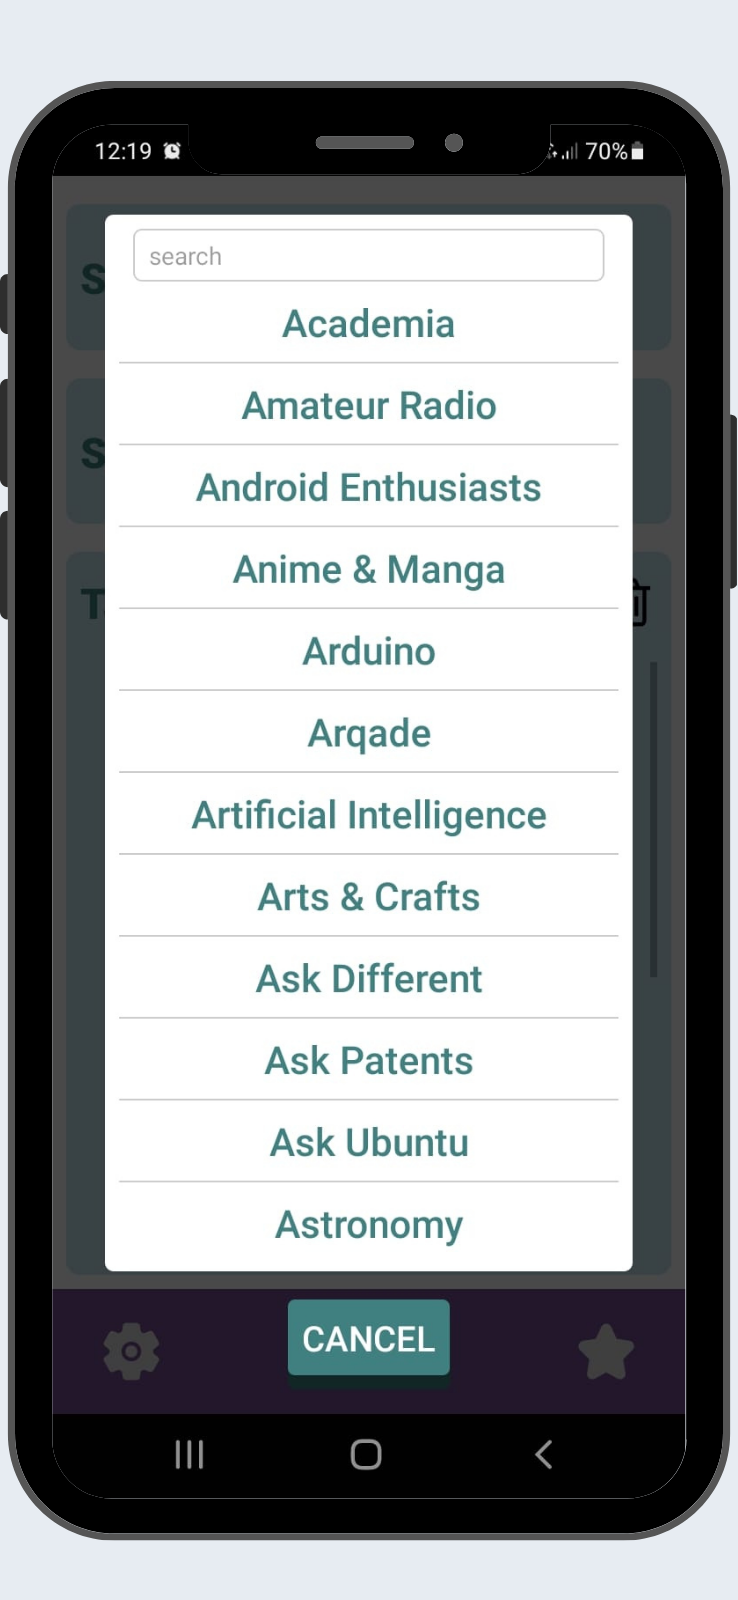 12:19
70%
search
Academia
Amateur Radio
Android Enthusiasts
Anime & Manga
Arduino
Arqade
Artificial Intelligence
Arts & Crafts
Ask Different
Ask Patents
Ask Ubuntu
Astronomy
CANCEL